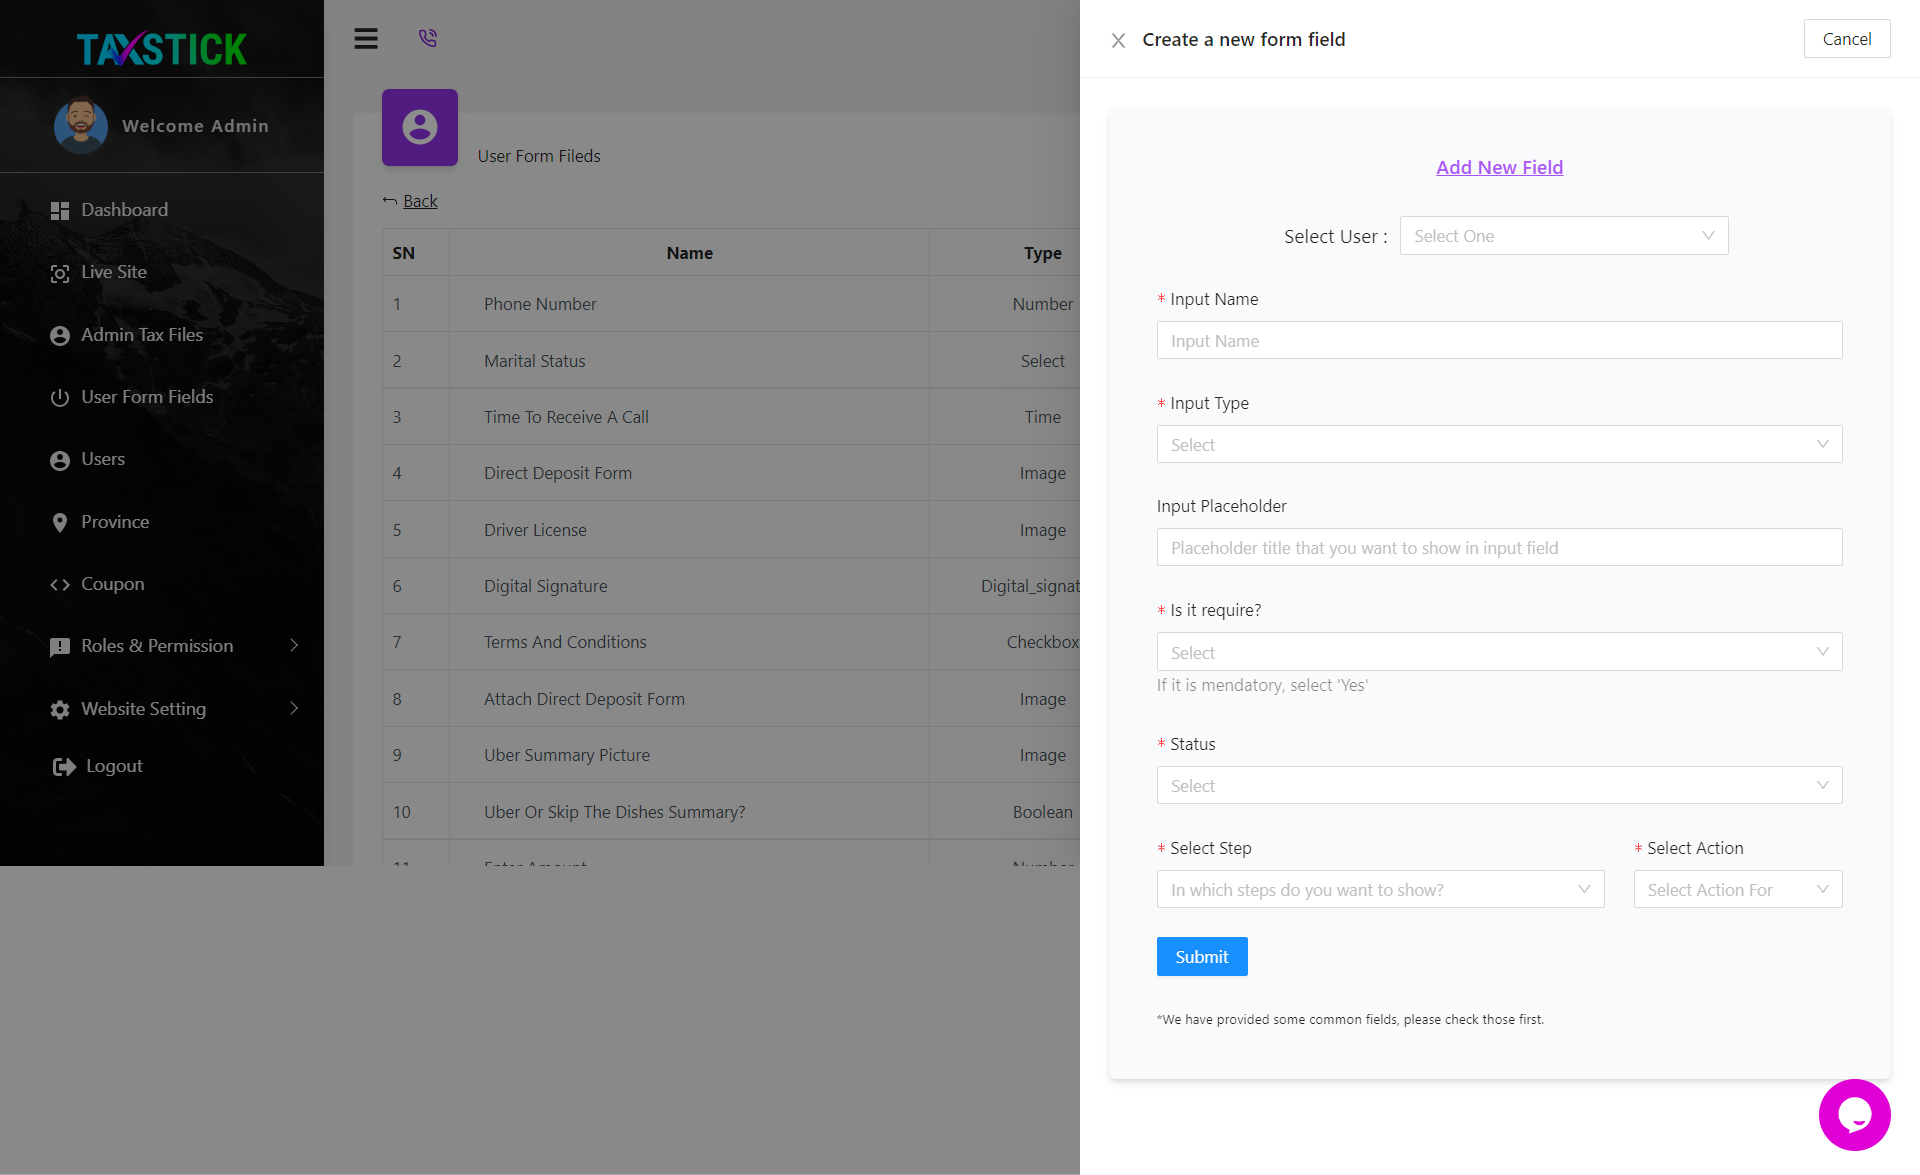 TAXSTICK
Welcome Admin
Dashboard
Live Site
Admin Tax Files
User Form Fields
Users
Province
Coupon
Roles & Permission
Website Setting
Logout
User Form Fileds
Back
SN Name Type
1 Phone Number Number
2 Marital Status Select
3 Time To Receive A Call Time
4 Direct Deposit Form Image
5 Driver License Image
6 Digital Signature Digital_signat
7 Terms And Conditions Checkbox
8 Attach Direct Deposit Form Image
9 Uber Summary Picture Image
10 Uber Or Skip The Dishes Summary? Boolean
11 Enter Amount Number
Create a new form field
Cancel
Add New Field
Select User : Select One
* Input Name
Input Name
* Input Type
Select
Input Placeholder
Placeholder title that you want to show in input field
* Is it require?
Select
If it is mendatory, select 'Yes'
* Status
Select
* Select Step * Select Action
In which steps do you want to show? Select Action For
Submit
*We have provided some common fields, please check those first.